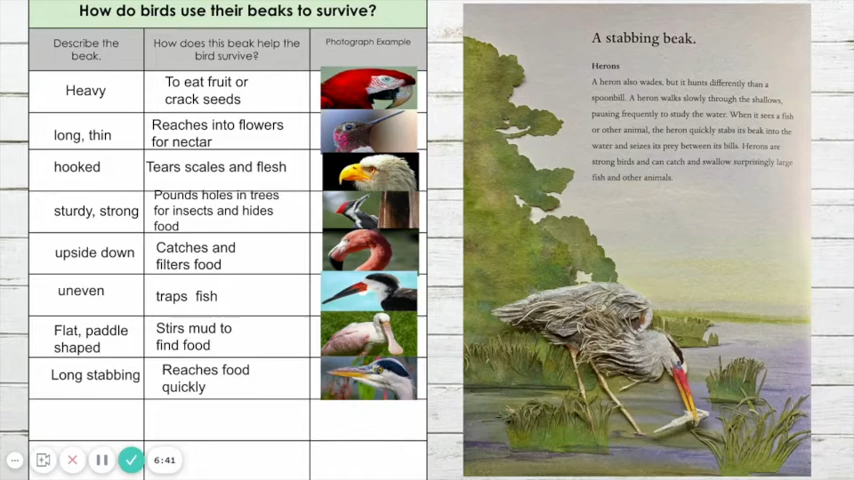 How do birds use their beaks to survive?
Describe the
beak.
How does this beak help the
bird survive?
Photograph Example
Heavy
To eat fruit or
crack seeds
long, thin
Reaches into flowers
for nectar
hooked
Tears scales and flesh
sturdy, strong
Pounds holes in trees
for insects and hides
food
upside down
Catches and
filters food
uneven
traps fish
Flat, paddle
shaped
Stirs mud to
find food
Long stabbing
Reaches food
quickly
6:41
A stabbing beak.
Herons
A heron also wades, but it hunts differently than a
spoonbill. A heron walks slowly through the shallows,
pausing frequently to study the water. When it sees a fish
or other animal, the heron quickly stabs its beak into the
water and seizes its prey between its bills. Herons are
strong birds and can catch and swallow surprisingly large
fish and other animals.